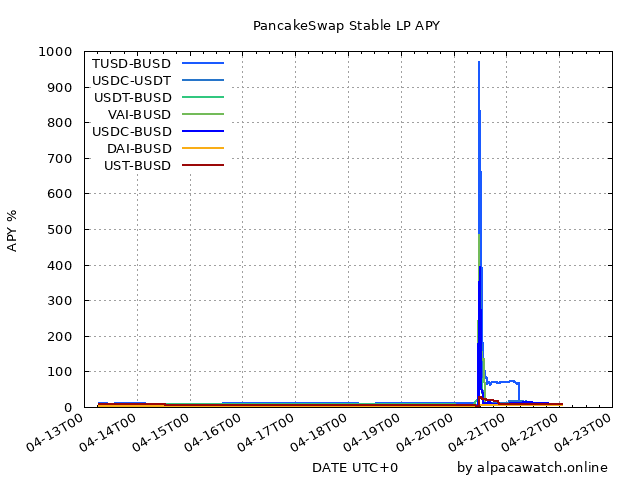 PancakeSwap Stable LP APY
APY %
1000
900
800
700
600
500
400
300
200
100
0
TUSD-BUSD
USDC-USDT
USDT-BUSD
VAI-BUSD
USDC-BUSD
DAI-BUSD
UST-BUSD
04-13T00
04-14T00
04-15T00
04-16T00
04-17T00
04-18T00
04-19T00
04-20T00
04-21T00
04-22T00
04-23T00
DATE UTC+0
by alpacawatch.online